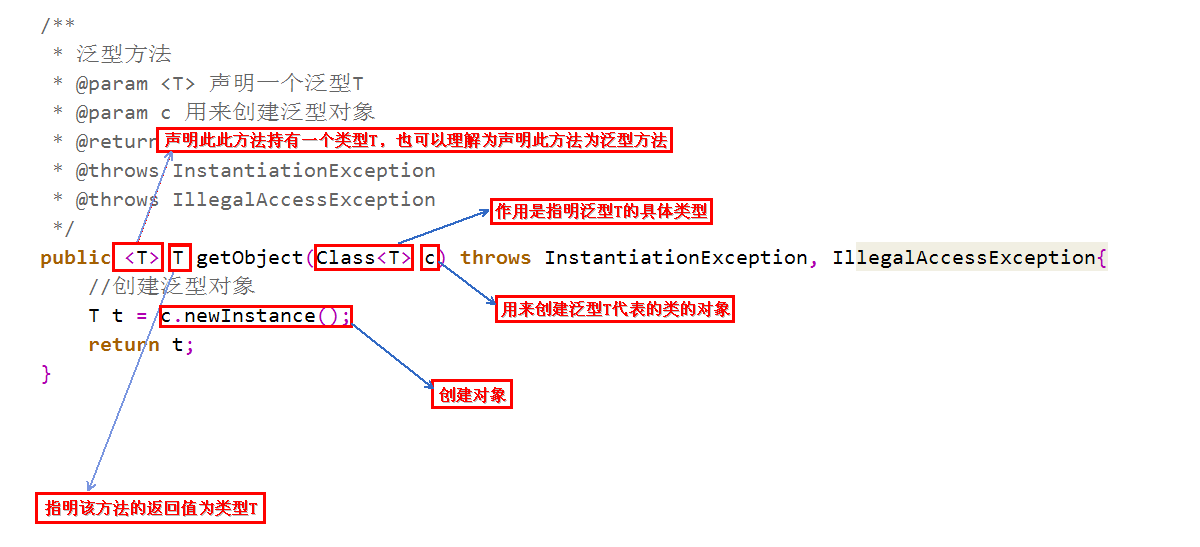 /**
* 泛型方法
* @param <T> 声明一个泛型T
* @param c 用来创建泛型对象
* @return 声明此此方法持有一个类型T，也可以理解为声明此方法为泛型方法
* @throws InstantiationException
* @throws IllegalAccessException
作用是指明泛型T的具体类型
*/
public <T> T getObject(Class<T> c) throws InstantiationException, IllegalAccessException{
//创建泛型对象
用来创建泛型T代表的类的对象
T t = c.newInstance();
return t;
}
创建对象
指明该方法的返回值为类型T